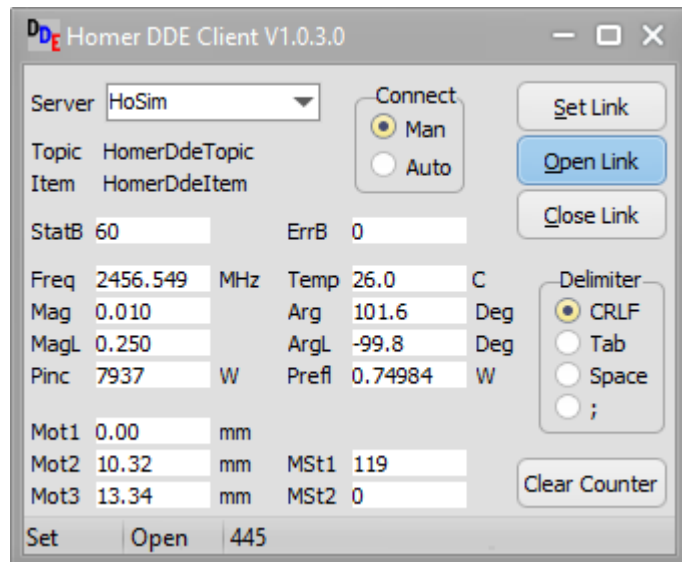 DDE Homer DDE Client V1.0.3.0
Server HoSim
Connect
Man
Auto
Set Link
Open Link
Close Link
Topic HomerDdeTopic
Item HomerDdeItem
StatB 60 ErrB 0
Freq 2456.549 MHz Temp 26.0 C
Mag 0.010 Arg 101.6 Deg
MagL 0.250 ArgL -99.8 Deg
Pinc 7937 W Prefl 0.74984 W
Delimiter
CRLF
Tab
Space
;
Mot1 0.00 mm
Mot2 10.32 mm MSt1 119
Mot3 13.34 mm MSt2 0
Clear Counter
Set Open 445